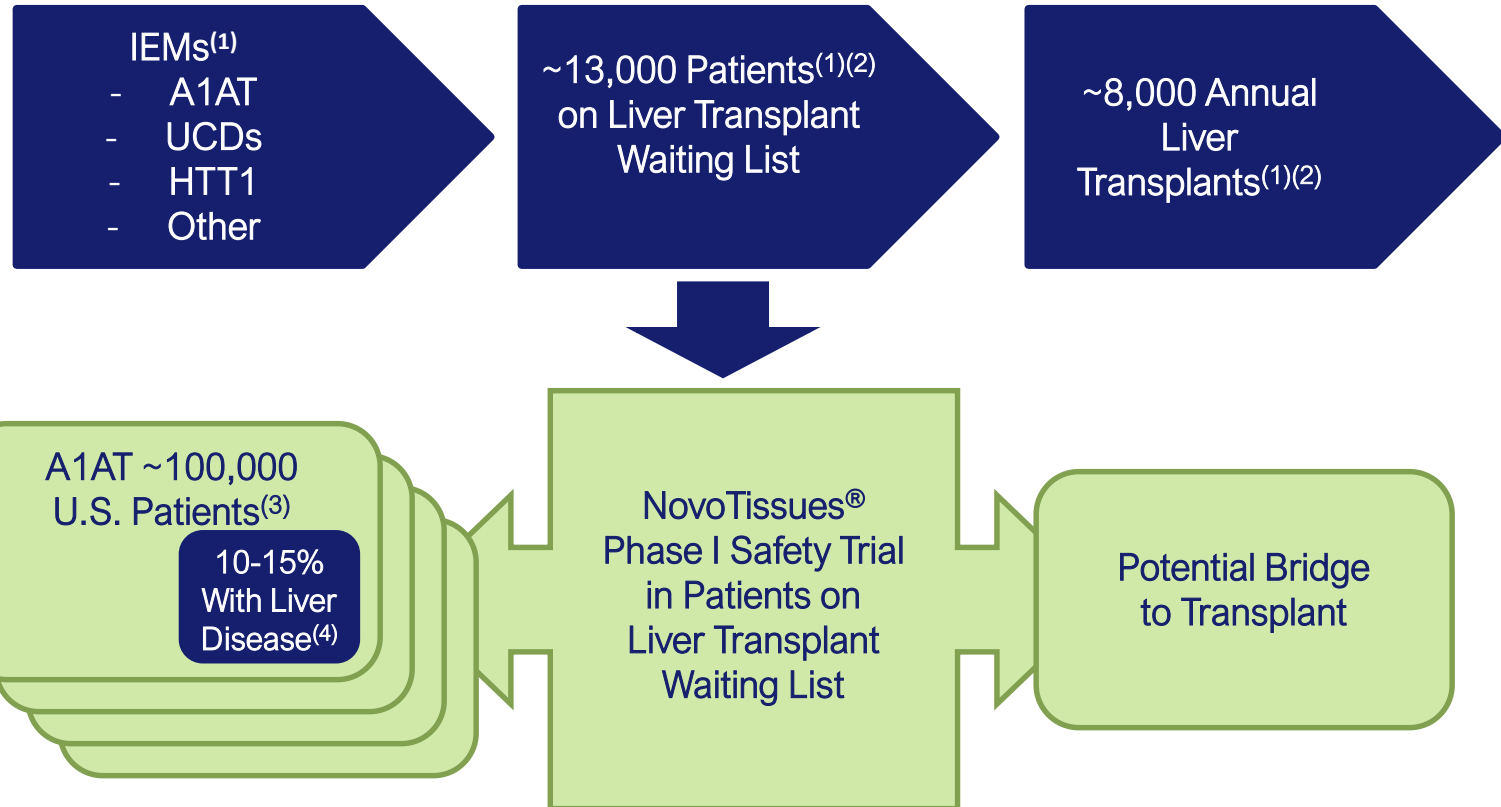 IEMs(1)
- A1AT
- UCDs
- HTT1
- Other
~13,000 Patients(1)(2)
on Liver Transplant
Waiting List
~8,000 Annual
Liver
Transplants(1)(2)
A1AT ~100,000
U.S. Patients(3)
10-15%
With Liver
Disease(4)
NovoTissues®
Phase I Safety Trial
in Patients on
Liver Transplant
Waiting List
Potential Bridge
to Transplant